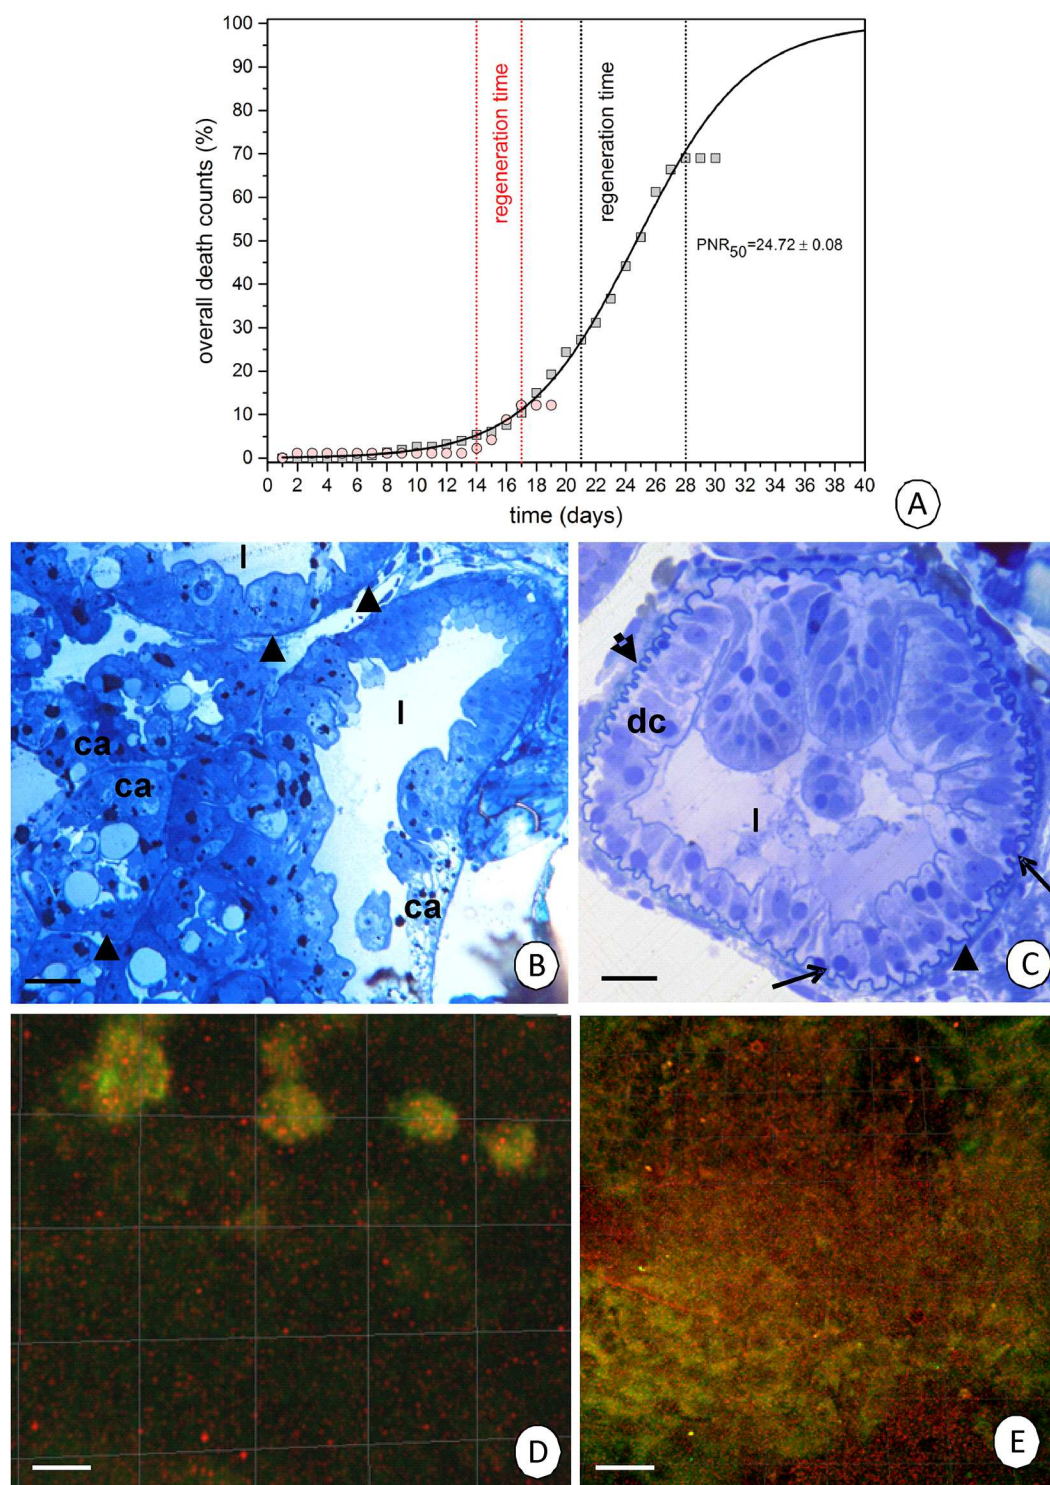 100
90
80
70
60
50
40
30
20
10
0
overall death counts (%)
regeneration time
regeneration time
PNR50=24.72 ± 0.08
0 2 4 6 8 10 12 14 16 18 20 22 24 26 28 30 32 34 36 38 40
time (days)
A
l
l
ca
ca
ca
B
dc
l
C
D
E